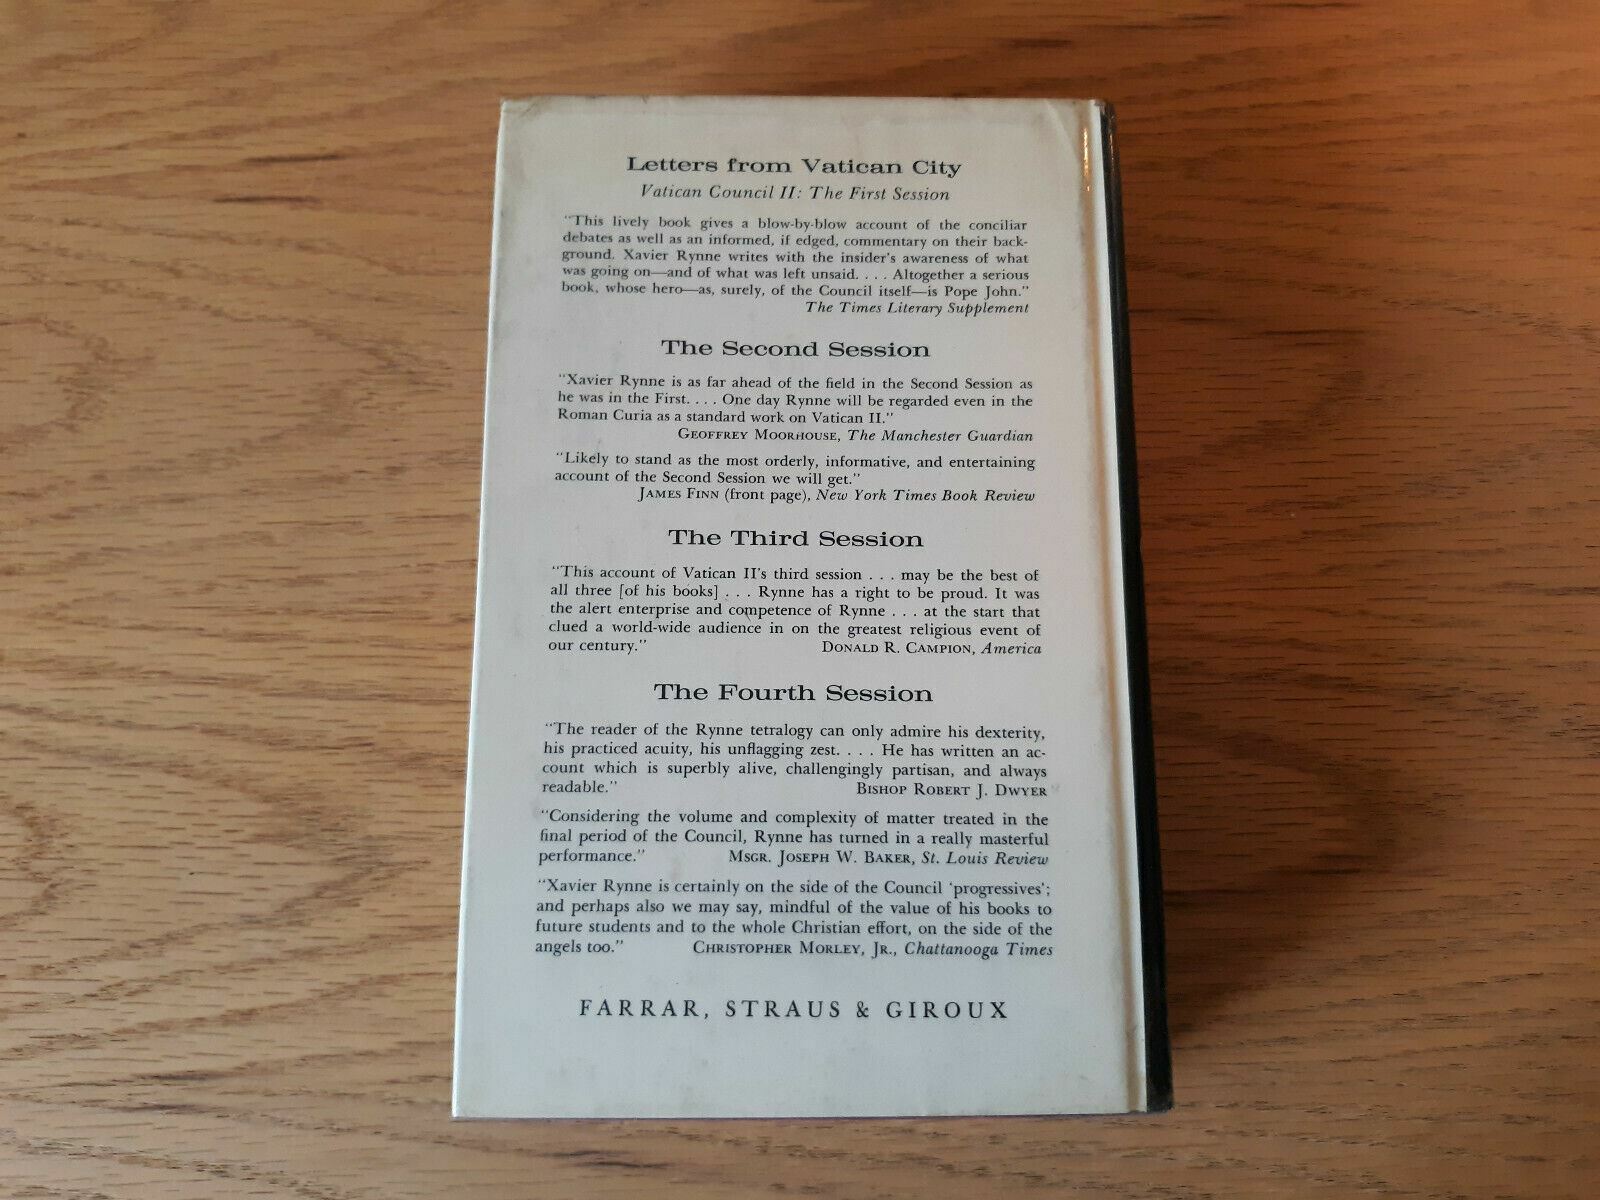 Letters from Vatican City
Vatican Council II: The First Session
"This lively book gives a blow-by-blow account of the conciliar
debates as well as an informed, if edged, commentary on their back-
ground. Xavier Rynne writes with the insider's awareness of what
was going on—and of what was left unsaid. . . . Altogether a serious
book, whose hero—as, surely, of the Council itself—is Pope John."
The Times Literary Supplement
The Second Session
"Xavier Rynne is as far ahead of the field in the Second Session as
he was in the First. . . . One day Rynne will be regarded even in the
Roman Curia as a standard work on Vatican II."
GEOFFREY MOORHOUSE, The Manchester Guardian
"Likely to stand as the most orderly, informative, and entertaining
account of the Second Session we will get."
JAMES FINN (front page), New York Times Book Review
The Third Session
"This account of Vatican II's third session . . . may be the best of
all three [of his books] . . . Rynne has a right to be proud. It was
the alert enterprise and competence of Rynne . . . at the start that
clued a world-wide audience in on the greatest religious event of
our century." DONALD R. CAMPION, America
The Fourth Session
"The reader of the Rynne tetralogy can only admire his dexterity,
his practiced acuity, his unflagging zest. . . . He has written an ac-
count which is superbly alive, challengingly partisan, and always
readable." BISHOP ROBERT J. DWYER
"Considering the volume and complexity of matter treated in the
final period of the Council, Rynne has turned in a really masterful
performance." MSGR. JOSEPH W. BAKER, St. Louis Review
"Xavier Rynne is certainly on the side of the Council 'progressives';
and perhaps also we may say, mindful of the value of his books to
future students and to the whole Christian effort, on the side of the
angels too." CHRISTOPHER MORLEY, JR., Chattanooga Times
FARRAR, STRAUS & GIROUX